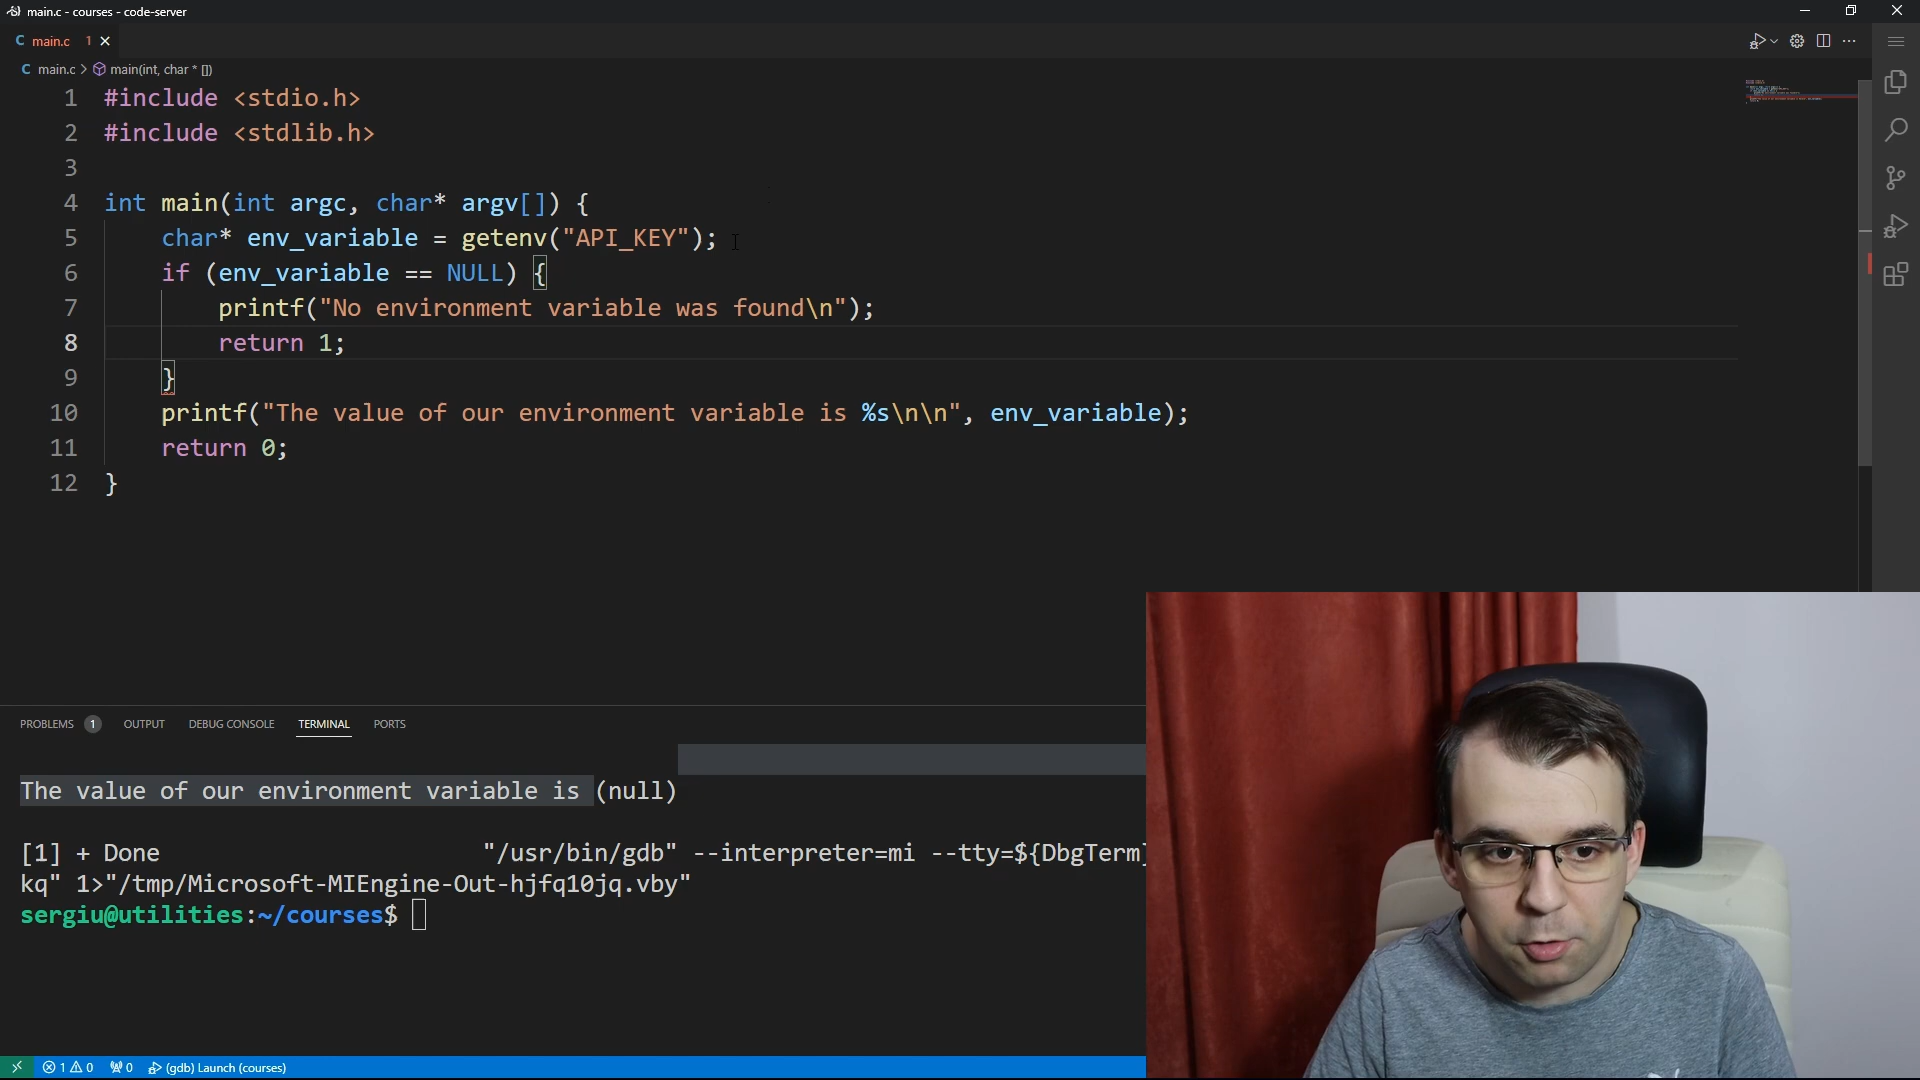 main.c - courses - code-server
C main.c 1
C main.c > main(int, char * [])
1 #include <stdio.h>
2 #include <stdlib.h>
3
4 int main(int argc, char* argv[]) {
5 char* env_variable = getenv("API_KEY");
6 if (env_variable == NULL) {
7 printf("No environment variable was found\n");
8 return 1;
9 }
10 printf("The value of our environment variable is %s\n\n", env_variable);
11 return 0;
12 }
PROBLEMS 1 OUTPUT DEBUG CONSOLE TERMINAL PORTS
The value of our environment variable is (null)
[1] + Done "/usr/bin/gdb" --interpreter=mi --tty=${DbgTerm}
kq" 1>"/tmp/Microsoft-MIEngine-Out-hjfq10jq.vby"
sergiu@utilities:~/courses$
1 0 0 (gdb) Launch (courses)